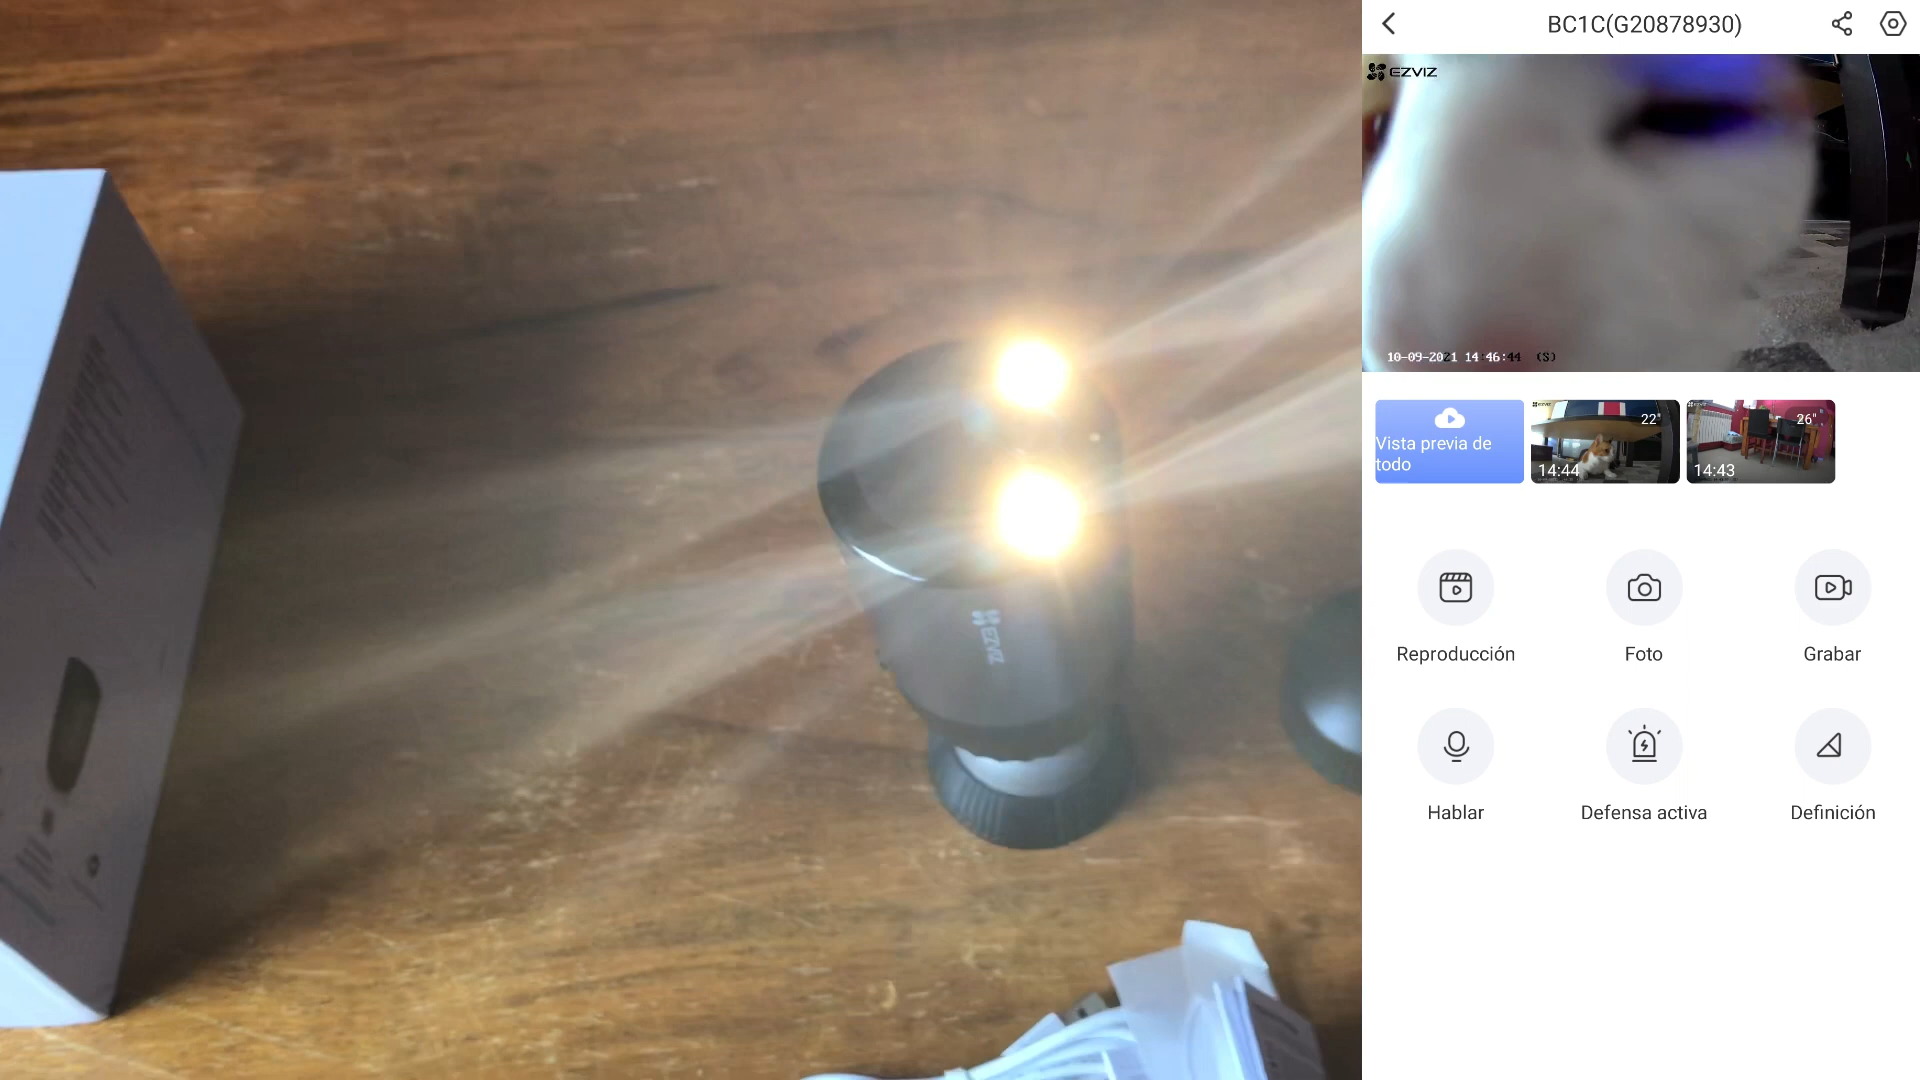 BC1C(G20878930)
EZVIZ
10-09-2021 14:46:44 (S)
Vista previa de
todo
22"
14:44
26"
14:43
Reproducción
Foto
Grabar
Hablar
Defensa activa
Definición
EZVIZ